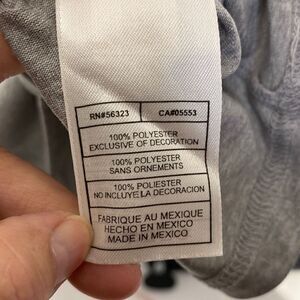 RN#56323 CA#05553
100% POLYESTER
EXCLUSIVE OF DECORATION
100% POLYESTER
SANS ORNEMENTS
100% POLIESTER
NO INCLUYE LA DECORACION
FABRIQUE AU MEXIQUE
HECHO EN MEXICO
MADE IN MEXICO